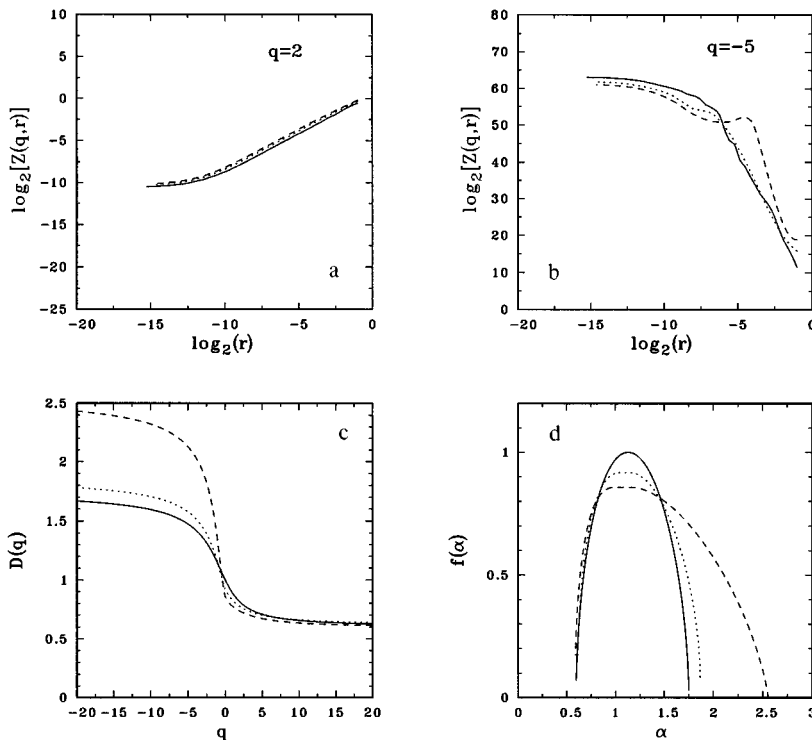 10
5
0
−5
−10
−15
−20
−25
log2[Z(q,r)]
q=2
a
−20 −15 −10 −5 0
log2(r)
80
70
60
50
40
30
20
10
0
log2[Z(q,r)]
q=−5
b
−20 −15 −10 −5 0
log2(r)
2.5
2
1.5
1
0.5
0
D(q)
c
−20 −15 −10 −5 0 5 10 15 20
q
1
0.5
0
f(α)
d
0 0.5 1 1.5 2 2.5 3
α